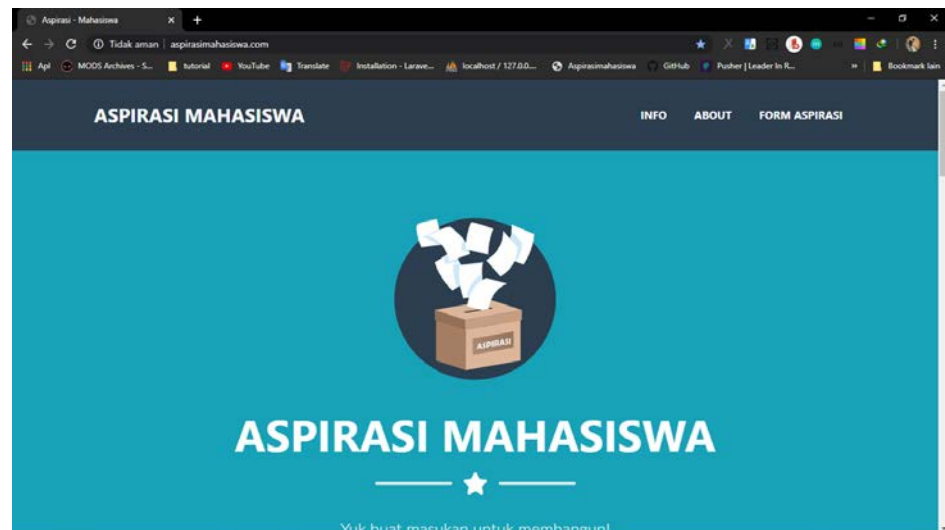 Aspirasi - Mahasiswa
Tidak aman | aspirasimahasiswa.com
Apl MODS Archives - S... tutorial YouTube Translate Installation - Larave... localhost / 127.0.0.... Aspirasimahasiswa GitHub Pusher | Leader In R... » Bookmark lain
ASPIRASI MAHASISWA INFO ABOUT FORM ASPIRASI
ASPIRASI
ASPIRASI MAHASISWA
Yuk buat masukan untuk membangun!